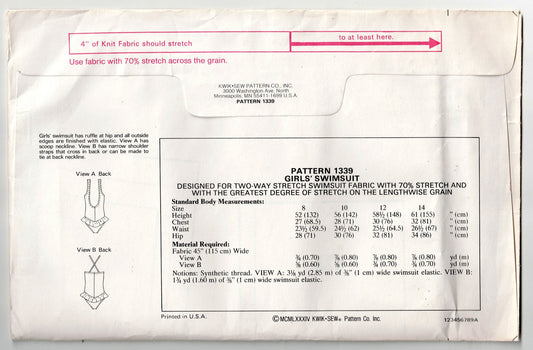 4" of Knit Fabric should stretch
to at least here.
Use fabric with 70% stretch across the grain.
KWIK•SEW PATTERN CO., INC.
3000 Washington Ave. North
Minneapolis, MN 55411-1699 U.S.A.
PATTERN 1339
Girls' swimsuit has ruffle at hip and all outside
edges are finished with elastic. View A has
scoop neckline. View B has narrow shoulder
straps that cross in back or can be made to
tie at back neckline.
View A Back
View B Back
PATTERN 1339
GIRLS' SWIMSUIT
DESIGNED FOR TWO-WAY STRETCH SWIMSUIT FABRIC WITH 70% STRETCH AND
WITH THE GREATEST DEGREE OF STRETCH ON THE LENGTHWISE GRAIN
Standard Body Measurements:
Size 8 10 12 14
Height 52 (132) 56 (142) 58½ (148) 61 (155) " (cm)
Chest 27 (68.5) 28 (71) 30 (76) 32 (81) " (cm)
Waist 23½ (59.5) 24½ (62) 25½ (64.5) 26½ (67) " (cm)
Hip 28 (71) 30 (76) 32 (81) 34 (86) " (cm)
Material Required:
Fabric 45" (115 cm) Wide
View A ¾ (0.70) ⅞ (0.80) ⅞ (0.80) ⅞ (0.80) yd (m)
View B ⅝ (0.60) ⅝ (0.60) ¾ (0.70) ¾ (0.70) yd (m)
Notions: Synthetic thread. VIEW A: 3⅛ yd (2.85 m) of ⅜" (1 cm) wide swimsuit elastic. VIEW B:
1¾ yd (1.60 m) of ⅜" (1 cm) wide swimsuit elastic.
Printed in U.S.A.
©MCMLXXXIV KWIK•SEW® Pattern Co. Inc.
123456789A